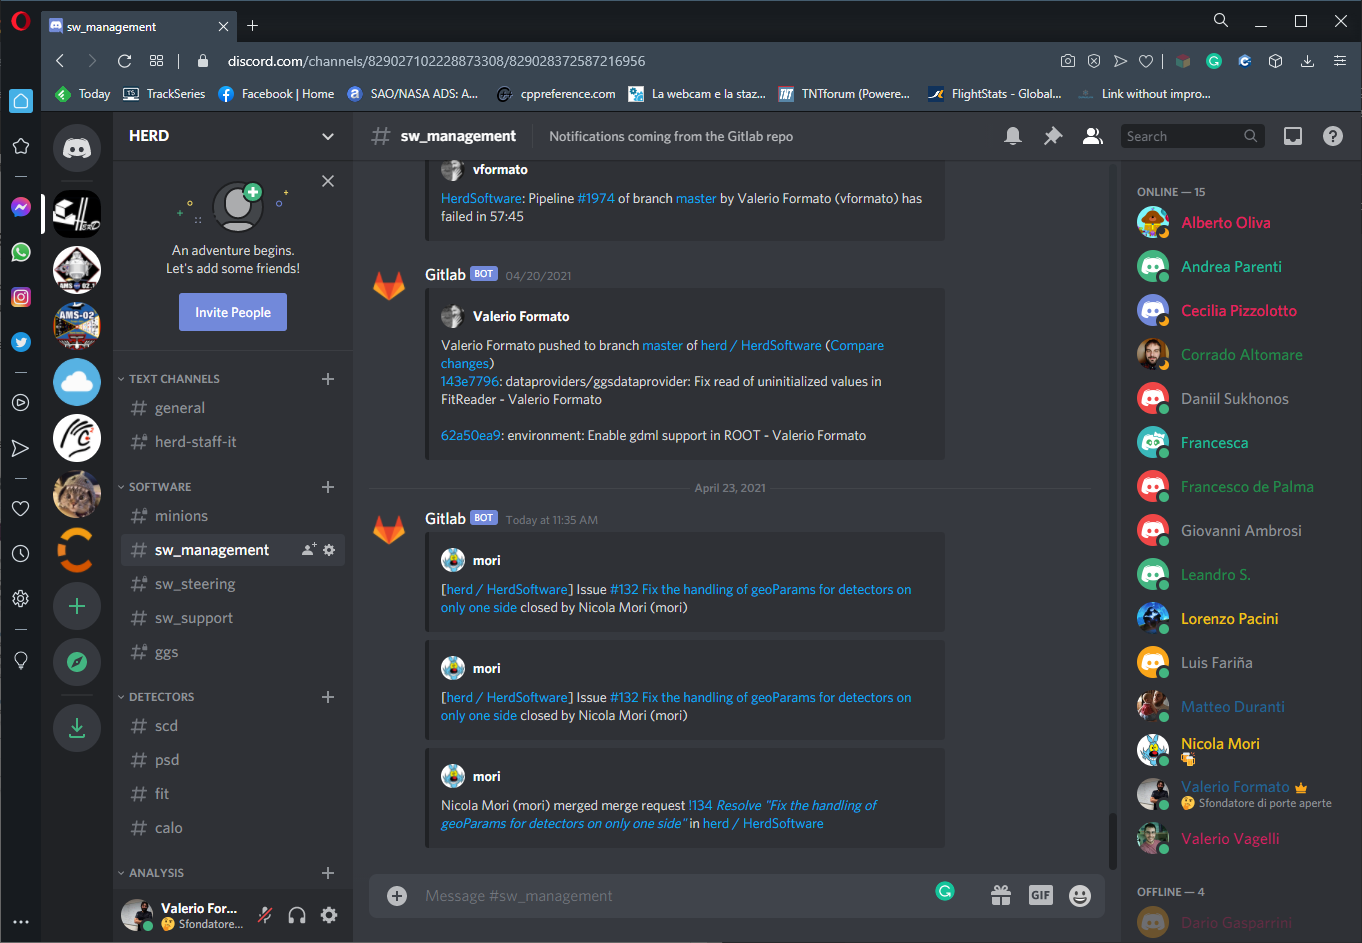 sw_management
discord.com/channels/829027102228873308/829028372587216956
Today
TrackSeries
Facebook | Home
SAO/NASA ADS: A...
cppreference.com
La webcam e la staz...
TNTforum (Powere...
FlightStats - Global...
Link without impro...
HERD
An adventure begins.
Let's add some friends!
Invite People
TEXT CHANNELS
general
herd-staff-it
SOFTWARE
minions
sw_management
sw_steering
sw_support
ggs
DETECTORS
scd
psd
fit
calo
ANALYSIS
Valerio For...
Sfondatore...
HERD
AMS-02.1
AMS-02
sw_management
Notifications coming from the Gitlab repo
Search
vformato
HerdSoftware: Pipeline #1974 of branch master by Valerio Formato (vformato) has
failed in 57:45
Gitlab BOT 04/20/2021
Valerio Formato
Valerio Formato pushed to branch master of herd / HerdSoftware (Compare
changes)
143e7796: dataproviders/ggsdataprovider: Fix read of uninitialized values in
FitReader - Valerio Formato
62a50ea9: environment: Enable gdml support in ROOT - Valerio Formato
April 23, 2021
Gitlab BOT Today at 11:35 AM
mori
[herd / HerdSoftware] Issue #132 Fix the handling of geoParams for detectors on
only one side closed by Nicola Mori (mori)
mori
[herd / HerdSoftware] Issue #132 Fix the handling of geoParams for detectors on
only one side closed by Nicola Mori (mori)
mori
Nicola Mori (mori) merged merge request !134 Resolve "Fix the handling of
geoParams for detectors on only one side" in herd / HerdSoftware
Message #sw_management
GIF
ONLINE — 15
Alberto Oliva
Andrea Parenti
Cecilia Pizzolotto
Corrado Altomare
Daniil Sukhonos
Francesca
Francesco de Palma
Giovanni Ambrosi
Leandro S.
Lorenzo Pacini
Luis Fariña
Matteo Duranti
Nicola Mori
Valerio Formato
Sfondatore di porte aperte
Valerio Vagelli
OFFLINE — 4
Dario Gasparrini